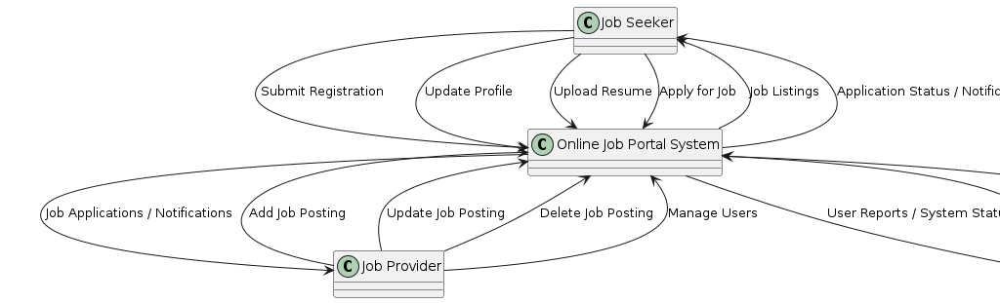 C Job Seeker
Submit Registration
Update Profile
Upload Resume
Apply for Job
Job Listings
Application Status /
C Online Job Portal System
Job Applications / Notifications
Add Job Posting
Update Job Posting
Delete Job Posting
Manage Users
User Reports / System
C Job Provider